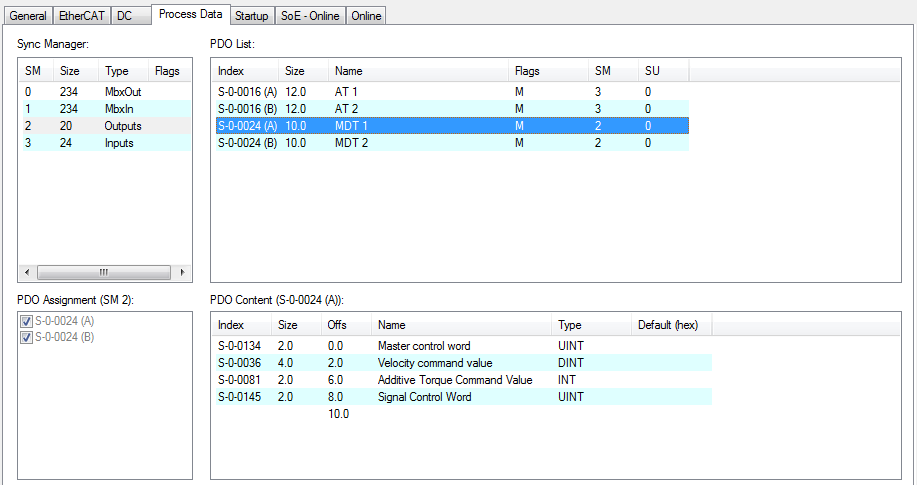 General EtherCAT DC Process Data Startup SoE - Online Online
Sync Manager:
SM Size Type Flags
0 234 MbxOut
1 234 MbxIn
2 20 Outputs
3 24 Inputs
PDO List:
Index Size Name Flags SM SU
S-0-0016 (A) 12.0 AT 1 M 3 0
S-0-0016 (B) 12.0 AT 2 M 3 0
S-0-0024 (A) 10.0 MDT 1 M 2 0
S-0-0024 (B) 10.0 MDT 2 M 2 0
PDO Assignment (SM 2):
S-0-0024 (A)
S-0-0024 (B)
PDO Content (S-0-0024 (A)):
Index Size Offs Name Type Default (hex)
S-0-0134 2.0 0.0 Master control word UINT
S-0-0036 4.0 2.0 Velocity command value DINT
S-0-0081 2.0 6.0 Additive Torque Command Value INT
S-0-0145 2.0 8.0 Signal Control Word UINT
10.0